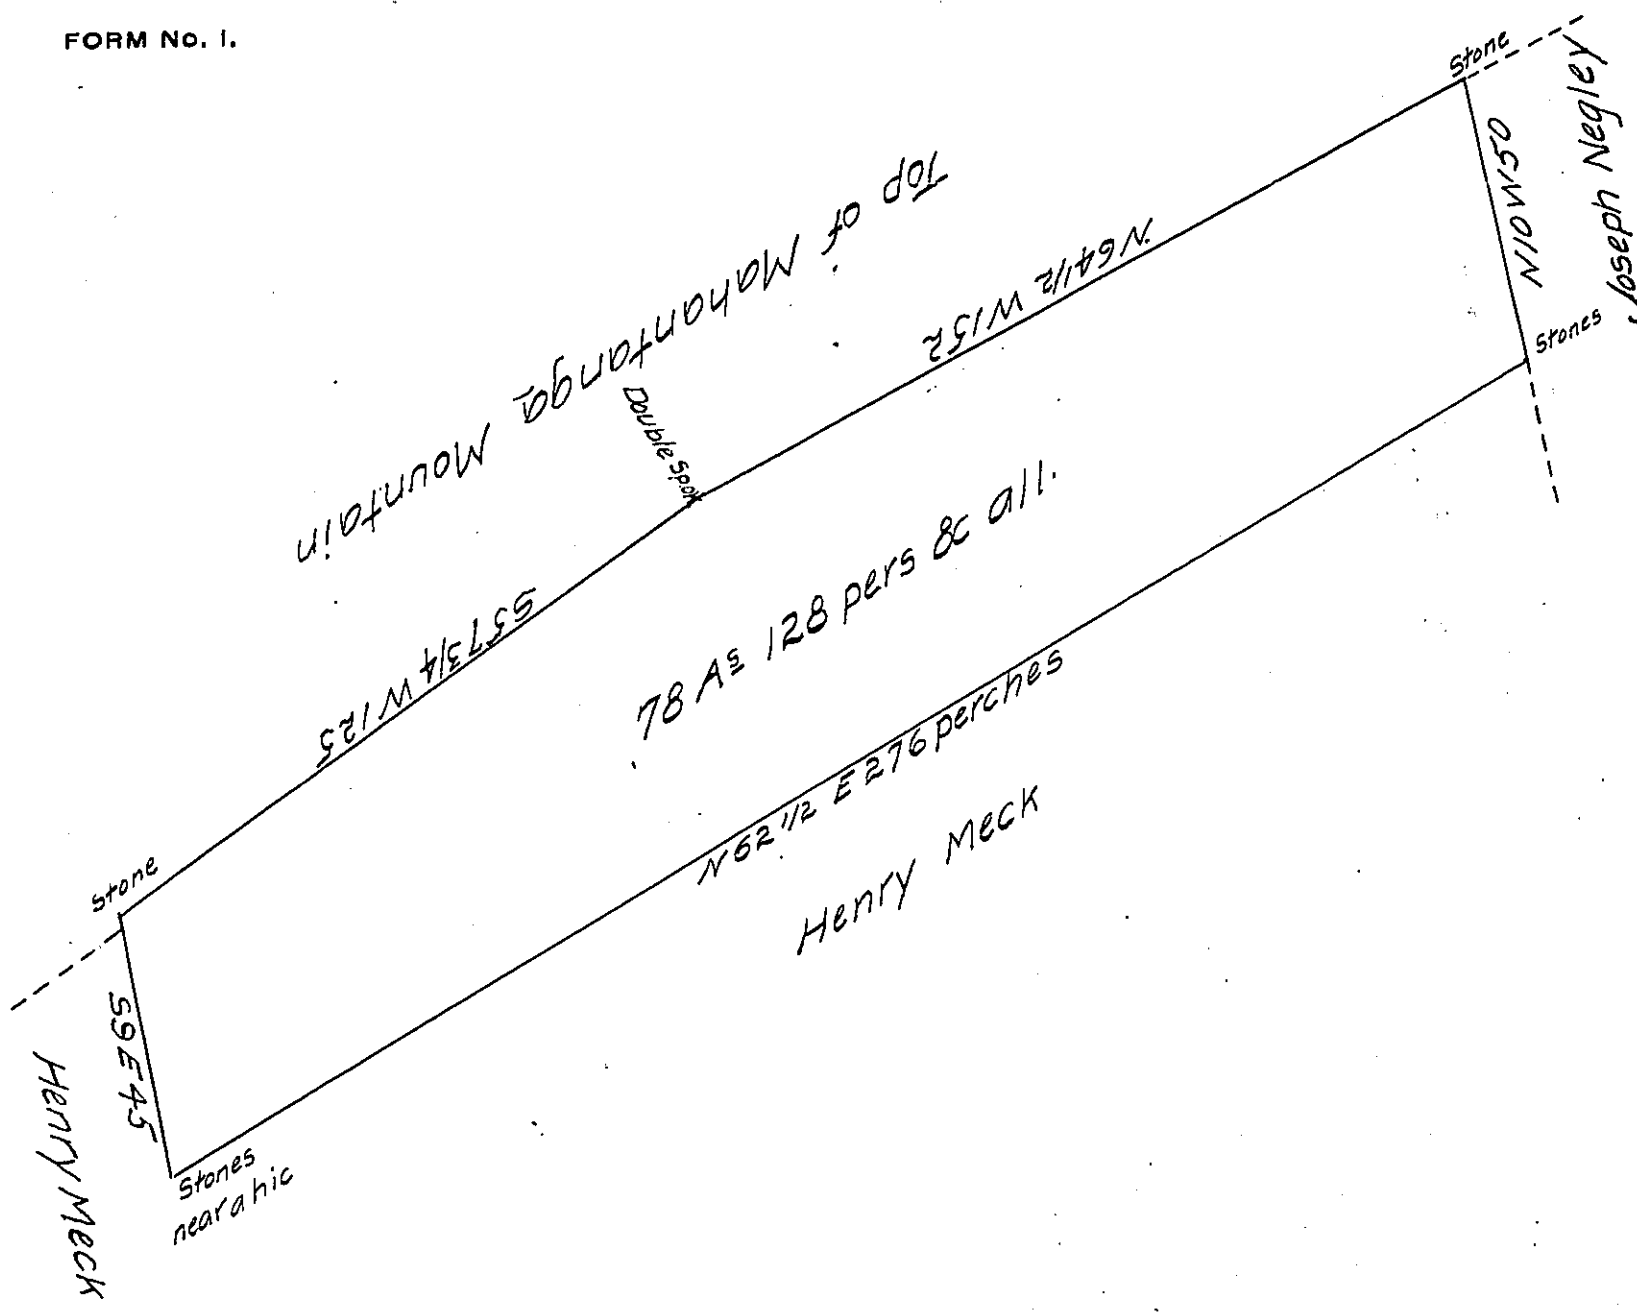 FORM No. 1.
Stone
Joseph Negley
N10W50
Stones
Top of Mahantanga Mountain
N64 1/2 W152
Double Spok
S57 3/4 W125
78 As 128 pers &c all.
N62 1/2 E 276 perches
Henry Meck
Stone
S9E45
Henry Meck
Stones
near a hic